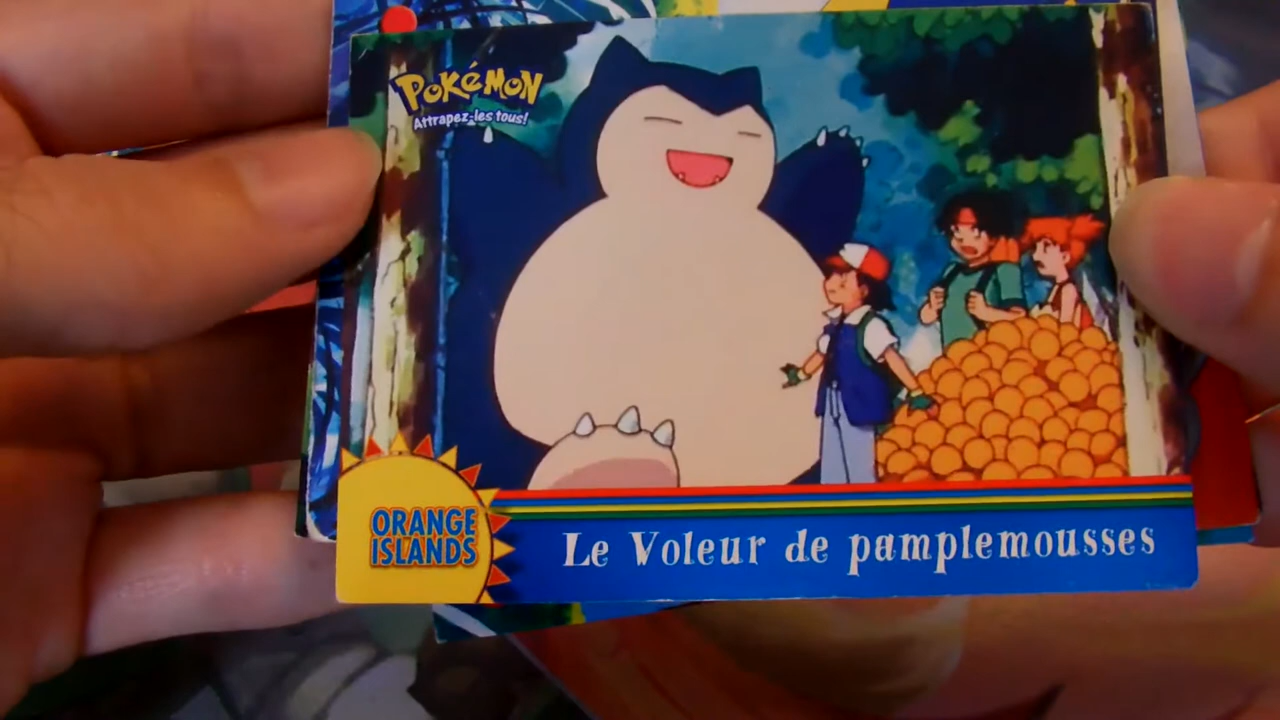 POKéMON
Attrapez-les tous!
ORANGE
ISLANDS
Le Voleur de pamplemousses